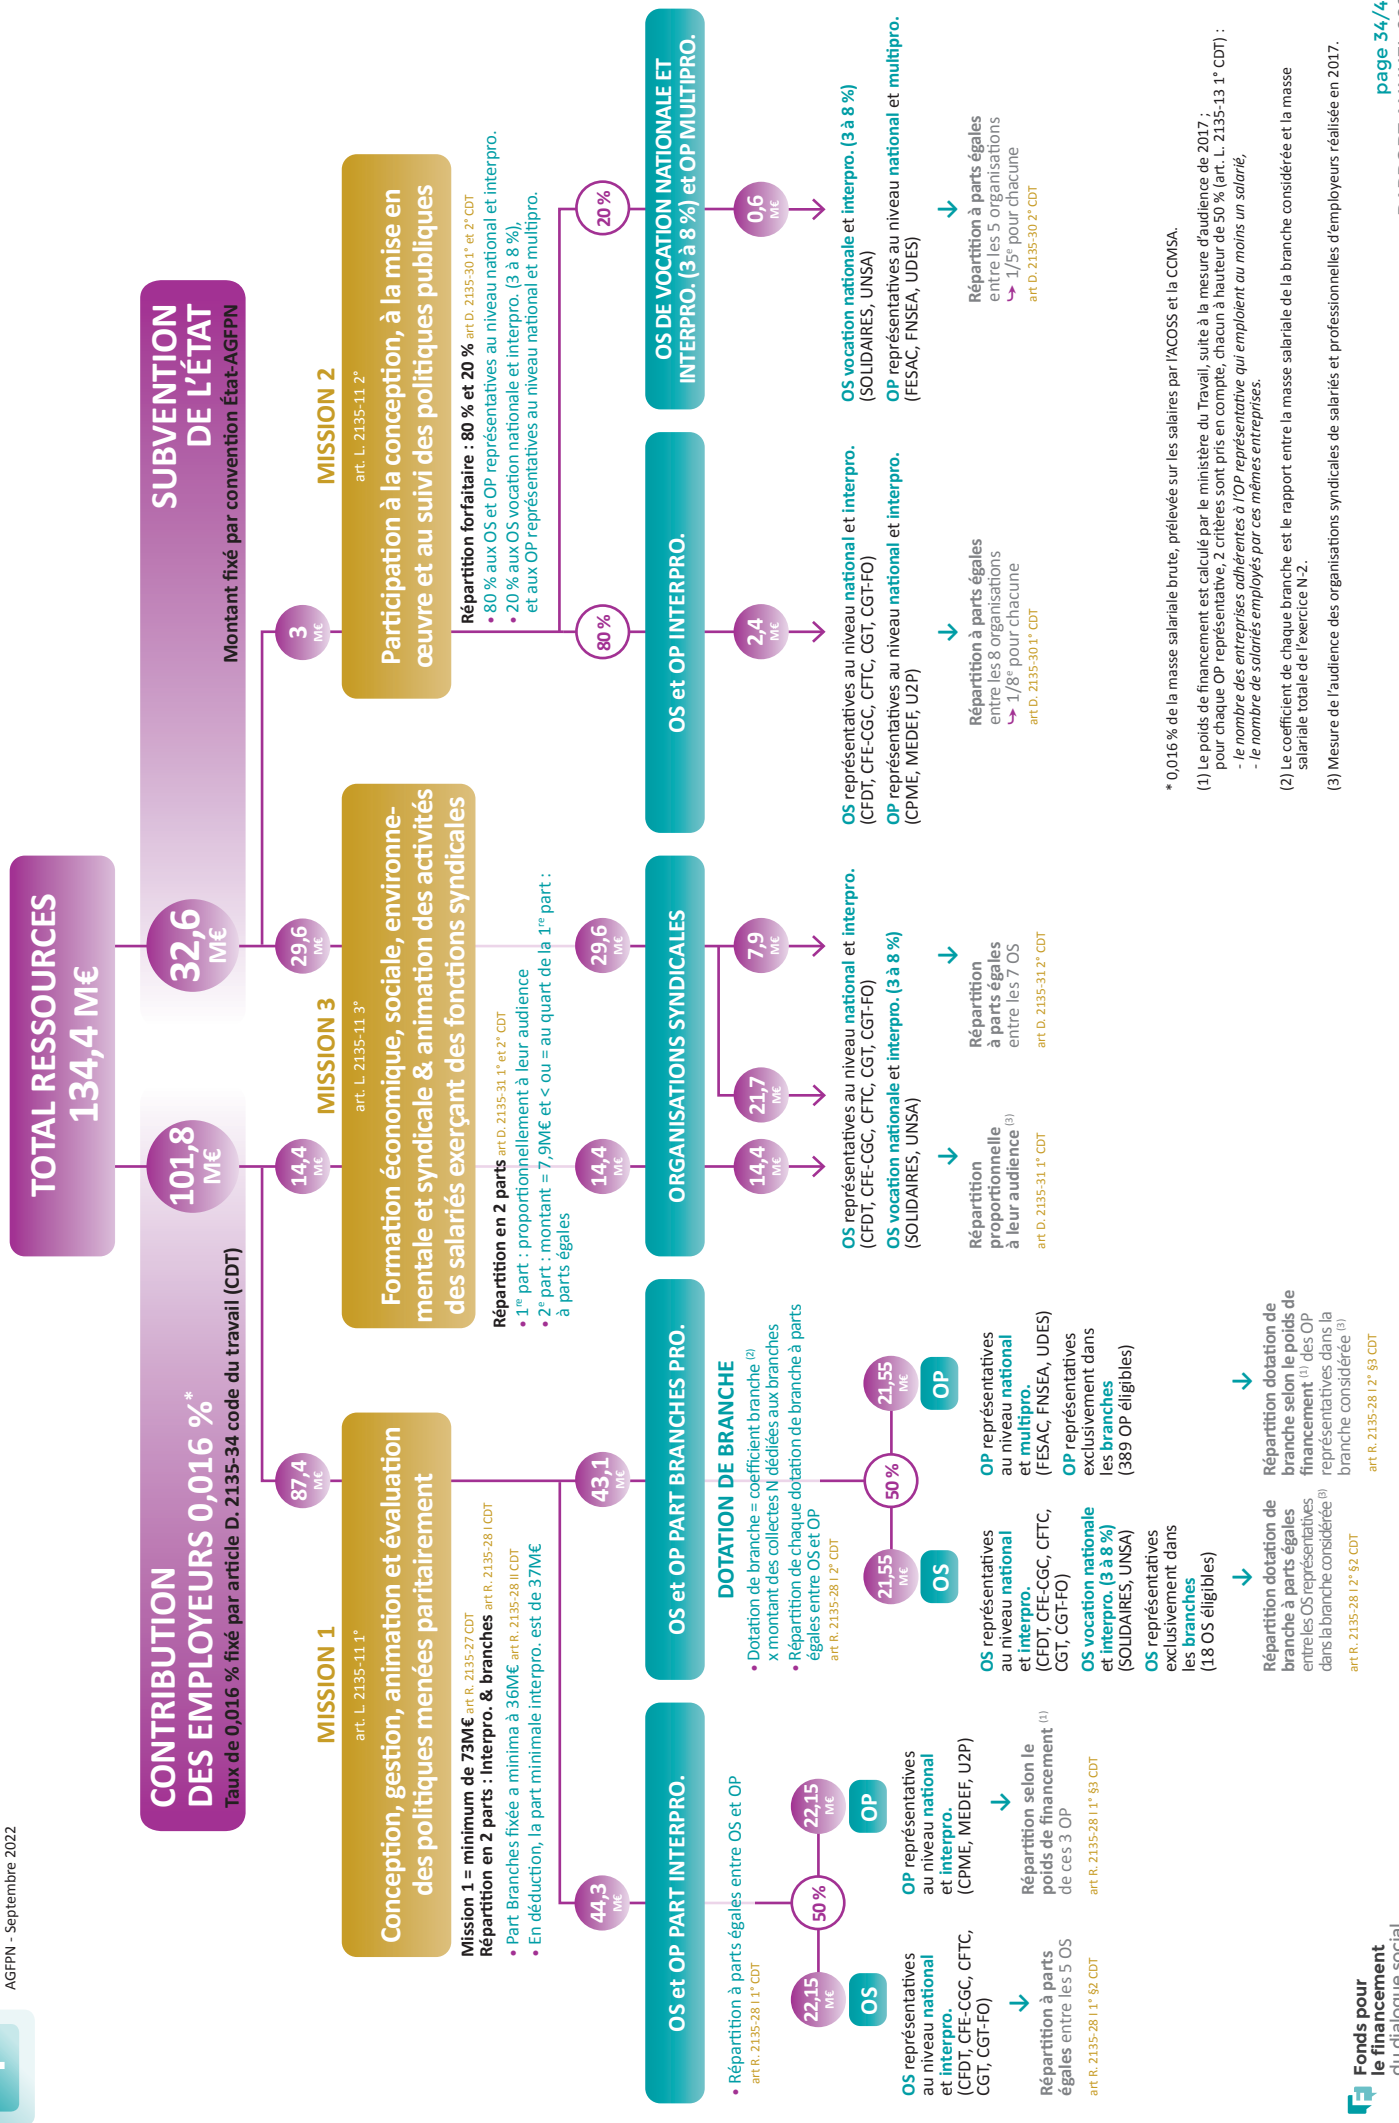 AGFPN - Septembre 2022
TOTAL RESSOURCES
134,4 M€
CONTRIBUTION
DES EMPLOYEURS 0,016 %*
Taux de 0,016 % fixé par article D. 2135-34 code du travail (CDT)
101,8
M€
32,6
M€
SUBVENTION
DE L’ÉTAT
Montant fixé par convention État-AGFPN
87,4
M€
14,4
M€
29,6
M€
3
M€
MISSION 1
art. L. 2135-11 1°
Conception, gestion, animation et évaluation
des politiques menées paritairement
Mission 1 = minimum de 73M€ art R. 2135-27 CDT
Répartition en 2 parts : Interpro. & branches art R. 2135-28 I CDT
• Part Branches fixée a minima à 36M€ art R. 2135-28 II CDT
• En déduction, la part minimale interpro. est de 37M€
MISSION 3
art. L. 2135-11 3°
Formation économique, sociale, environne-
mentale et syndicale & animation des activités
des salariés exerçant des fonctions syndicales
Répartition en 2 parts art D. 2135-31 1° et 2° CDT
• 1re part : proportionnellement à leur audience
• 2e part : montant = 7,9M€ et < ou = au quart de la 1re part :
à parts égales
MISSION 2
art. L. 2135-11 2°
Participation à la conception, à la mise en
œuvre et au suivi des politiques publiques
Répartition forfaitaire : 80 % et 20 % art D. 2135-30 1° et 2° CDT
• 80 % aux OS et OP représentatives au niveau national et interpro.
• 20 % aux OS vocation nationale et interpro. (3 à 8 %),
et aux OP représentatives au niveau national et multipro.
44,3
M€
43,1
M€
14,4
M€
29,6
M€
80 %
20 %
OS et OP PART INTERPRO.
• Répartition à parts égales entre OS et OP
art R. 2135-28 I 1° CDT
22,15
M€
50 %
22,15
M€
OS
OP
OS représentatives
au niveau national
et interpro.
(CFDT, CFE-CGC, CFTC,
CGT, CGT-FO)
Répartition à parts
égales entre les 5 OS
art R. 2135-28 I 1° §2 CDT
OP représentatives
au niveau national
et interpro.
(CPME, MEDEF, U2P)
Répartition selon le
poids de financement (1)
de ces 3 OP
art R. 2135-28 I 1° §3 CDT
OS et OP PART BRANCHES PRO.
DOTATION DE BRANCHE
• Dotation de branche = coefficient branche (2)
x montant des collectes N dédiées aux branches
• Répartition de chaque dotation de branche à parts
égales entre OS et OP
art R. 2135-28 I 2° CDT
21,55
M€
50 %
21,55
M€
OS
OP
OS représentatives
au niveau national
et interpro.
(CFDT, CFE-CGC, CFTC,
CGT, CGT-FO)
OS vocation nationale
et interpro. (3 à 8 %)
(SOLIDAIRES, UNSA)
OS représentatives
exclusivement dans
les branches
(18 OS éligibles)
Répartition dotation de
branche à parts égales
entre les OS représentatives
dans la branche considérée (3)
art R. 2135-28 I 2° §2 CDT
OP représentatives
au niveau national
et multipro.
(FESAC, FNSEA, UDES)
OP représentatives
exclusivement dans
les branches
(389 OP éligibles)
Répartition dotation de
branche selon le poids de
financement (1) des OP
représentatives dans la
branche considérée (3)
art R. 2135-28 I 2° §3 CDT
ORGANISATIONS SYNDICALES
14,4
M€
21,7
M€
7,9
M€
OS représentatives au niveau national et interpro.
(CFDT, CFE-CGC, CFTC, CGT, CGT-FO)
OS vocation nationale et interpro. (3 à 8 %)
(SOLIDAIRES, UNSA)
Répartition
proportionnelle
à leur audience (3)
art D. 2135-31 1° CDT
Répartition
à parts égales
entre les 7 OS
art D. 2135-31 2° CDT
OS et OP INTERPRO.
2,4
M€
OS représentatives au niveau national et interpro.
(CFDT, CFE-CGC, CFTC, CGT, CGT-FO)
OP représentatives au niveau national et interpro.
(CPME, MEDEF, U2P)
Répartition à parts égales
entre les 8 organisations
1/8e pour chacune
art D. 2135-30 1° CDT
OS DE VOCATION NATIONALE ET
INTERPRO. (3 à 8 %) et OP MULTIPRO.
0,6
M€
OS vocation nationale et interpro. (3 à 8 %)
(SOLIDAIRES, UNSA)
OP représentatives au niveau national et multipro.
(FESAC, FNSEA, UDES)
Répartition à parts égales
entre les 5 organisations
1/5e pour chacune
art D. 2135-30 2° CDT
* 0,016 % de la masse salariale brute, prélevée sur les salaires par l’ACOSS et la CCMSA.
(1) Le poids de financement est calculé par le ministère du Travail, suite à la mesure d’audience de 2017 ;
pour chaque OP représentative, 2 critères sont pris en compte, chacun à hauteur de 50 % (art. L. 2135-13 1° CDT) :
- le nombre des entreprises adhérentes à l’OP représentative qui emploient au moins un salarié,
- le nombre de salariés employés par ces mêmes entreprises.
(2) Le coefficient de chaque branche est le rapport entre la masse salariale de la branche considérée et la masse
salariale totale de l’exercice N-2.
(3) Mesure de l’audience des organisations syndicales de salariés et professionnelles d’employeurs réalisée en 2017.
Fonds pour
le financement
du dialogue social
page 34/4